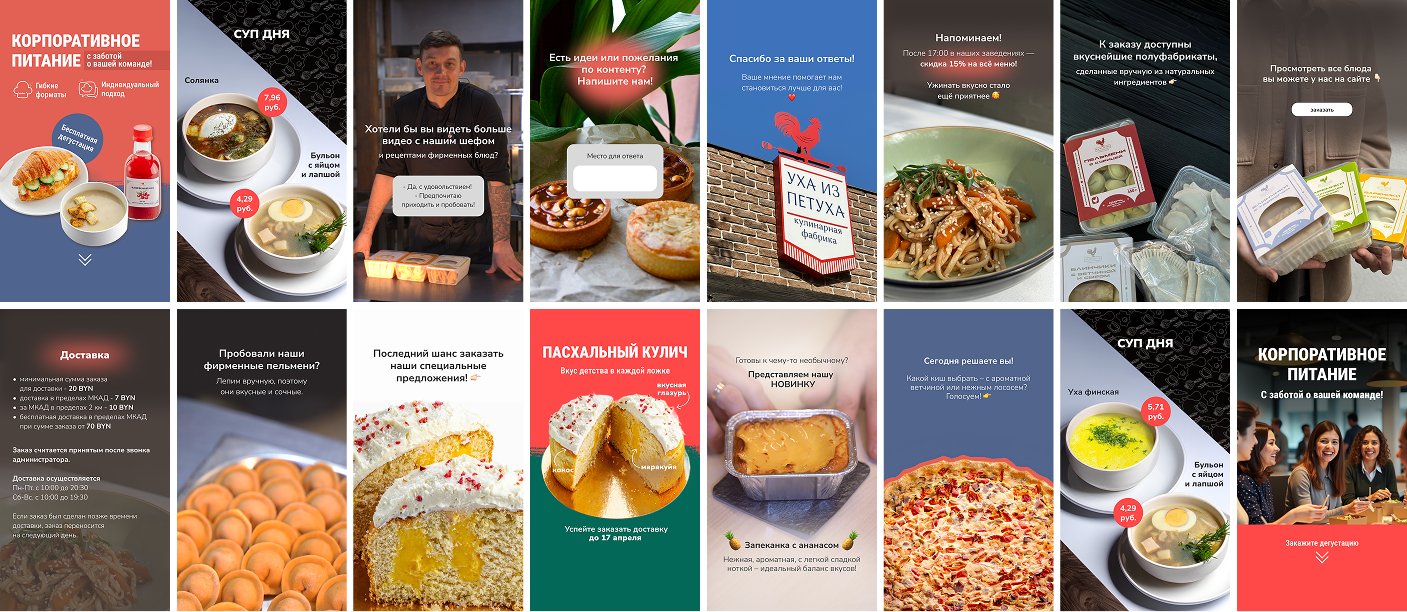 КОРПОРАТИВНОЕ
ПИТАНИЕ
с заботой
о вашей команде!
Гибкие
форматы
Индивидуальный
подход
Бесплатная
дегустация
СУП ДНЯ
Солянка
7,96
руб.
Бульон
с яйцом
и лапшой
4,29
руб.
Хотели бы вы видеть больше
видео с нашим шефом
и рецептами фирменных блюд?
- Да, с удовольствием!
- Предпочитаю
приходить и пробовать!
Есть идеи или пожелания
по контенту?
Напишите нам!
Место для ответа
Спасибо за ваши ответы!
Ваше мнение помогает нам
становиться лучше для вас!
УХА ИЗ
ПЕТУХА
кулинарная
фабрика
Напоминаем!
После 17:00 в наших заведениях —
скидка 15% на всё меню!
Ужинать вкусно стало
ещё приятнее
К заказу доступны
вкуснейшие полуфабрикаты,
сделанные вручную из натуральных
ингредиентов
Просмотреть все блюда
вы можете у нас на сайте
заказать
Доставка
• минимальная сумма заказа
для доставки - 20 BYN
• доставка в пределах МКАД - 7 BYN
• за МКАД в пределах 2 км - 10 BYN
• бесплатная доставка в пределах МКАД
при сумме заказа от 70 BYN
Заказ считается принятым после звонка
администратора.
Доставка осуществляется
Пн-Пт. с 10:00 до 20:30
Сб-Вс. с 10:00 до 19:30
Если заказ был сделан позже времени
доставки, заказ переносится
на следующий день.
Пробовали наши
фирменные пельмени?
Лепим вручную, поэтому
они вкусные и сочные.
Последний шанс заказать
наши специальные
предложения!
ПАСХАЛЬНЫЙ КУЛИЧ
Вкус детства в каждой ложке
вкусная
глазурь
кокос
маракуйя
Успейте заказать доставку
до 17 апреля
Готовы к чему-то необычному?
Представляем нашу
НОВИНКУ
Запеканка с ананасом
Нежная, ароматная, с легкой сладкой
ноткой – идеальный баланс вкусов!
Сегодня решаете вы!
Какой киш выбрать – с ароматной
ветчиной или нежным лососем?
Голосуем!
СУП ДНЯ
Уха финская
5,71
руб.
Бульон
с яйцом
и лапшой
4,29
руб.
КОРПОРАТИВНОЕ
ПИТАНИЕ
С заботой о вашей команде!
Закажите дегустацию